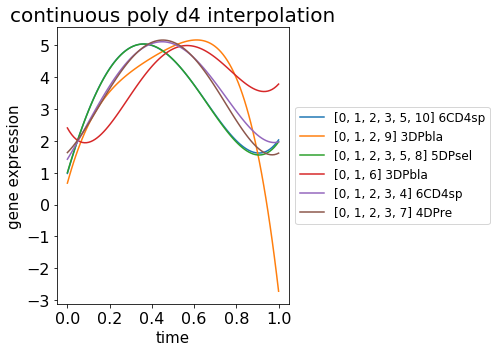 continuous poly d4 interpolation
gene expression
5
4
3
2
1
0
−1
−2
−3
0.0 0.2 0.4 0.6 0.8 1.0
time
[0, 1, 2, 3, 5, 10] 6CD4sp
[0, 1, 2, 9] 3DPbla
[0, 1, 2, 3, 5, 8] 5DPsel
[0, 1, 6] 3DPbla
[0, 1, 2, 3, 4] 6CD4sp
[0, 1, 2, 3, 7] 4DPre